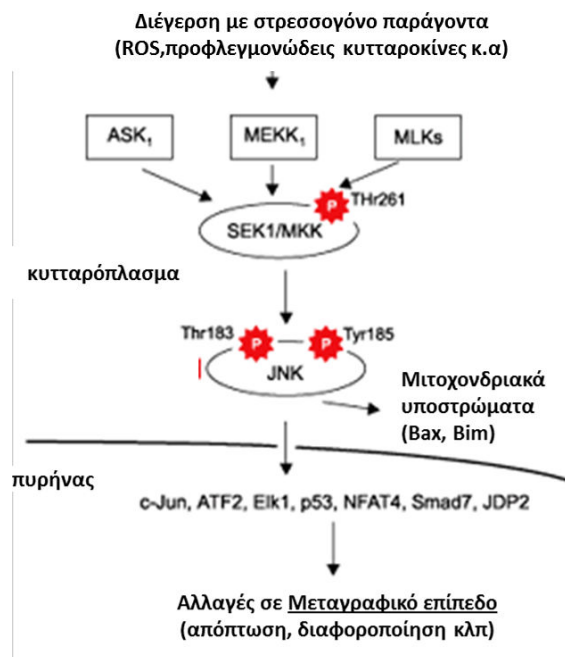 Διέγερση με στρεσσογόνο παράγοντα
(ROS,προφλεγμονώδεις κυτταροκίνες κ.α)
ASK1 MEKK1 MLKs
P THr261
SEK1/MKK
κυτταρόπλασμα
Thr183 P P Tyr185
JNK
Μιτοχονδριακά
υποστρώματα
(Bax, Bim)
πυρήνας
c-Jun, ATF2, Elk1, p53, NFAT4, Smad7, JDP2
Αλλαγές σε Μεταγραφικό επίπεδο
(απόπτωση, διαφοροποίηση κλπ)